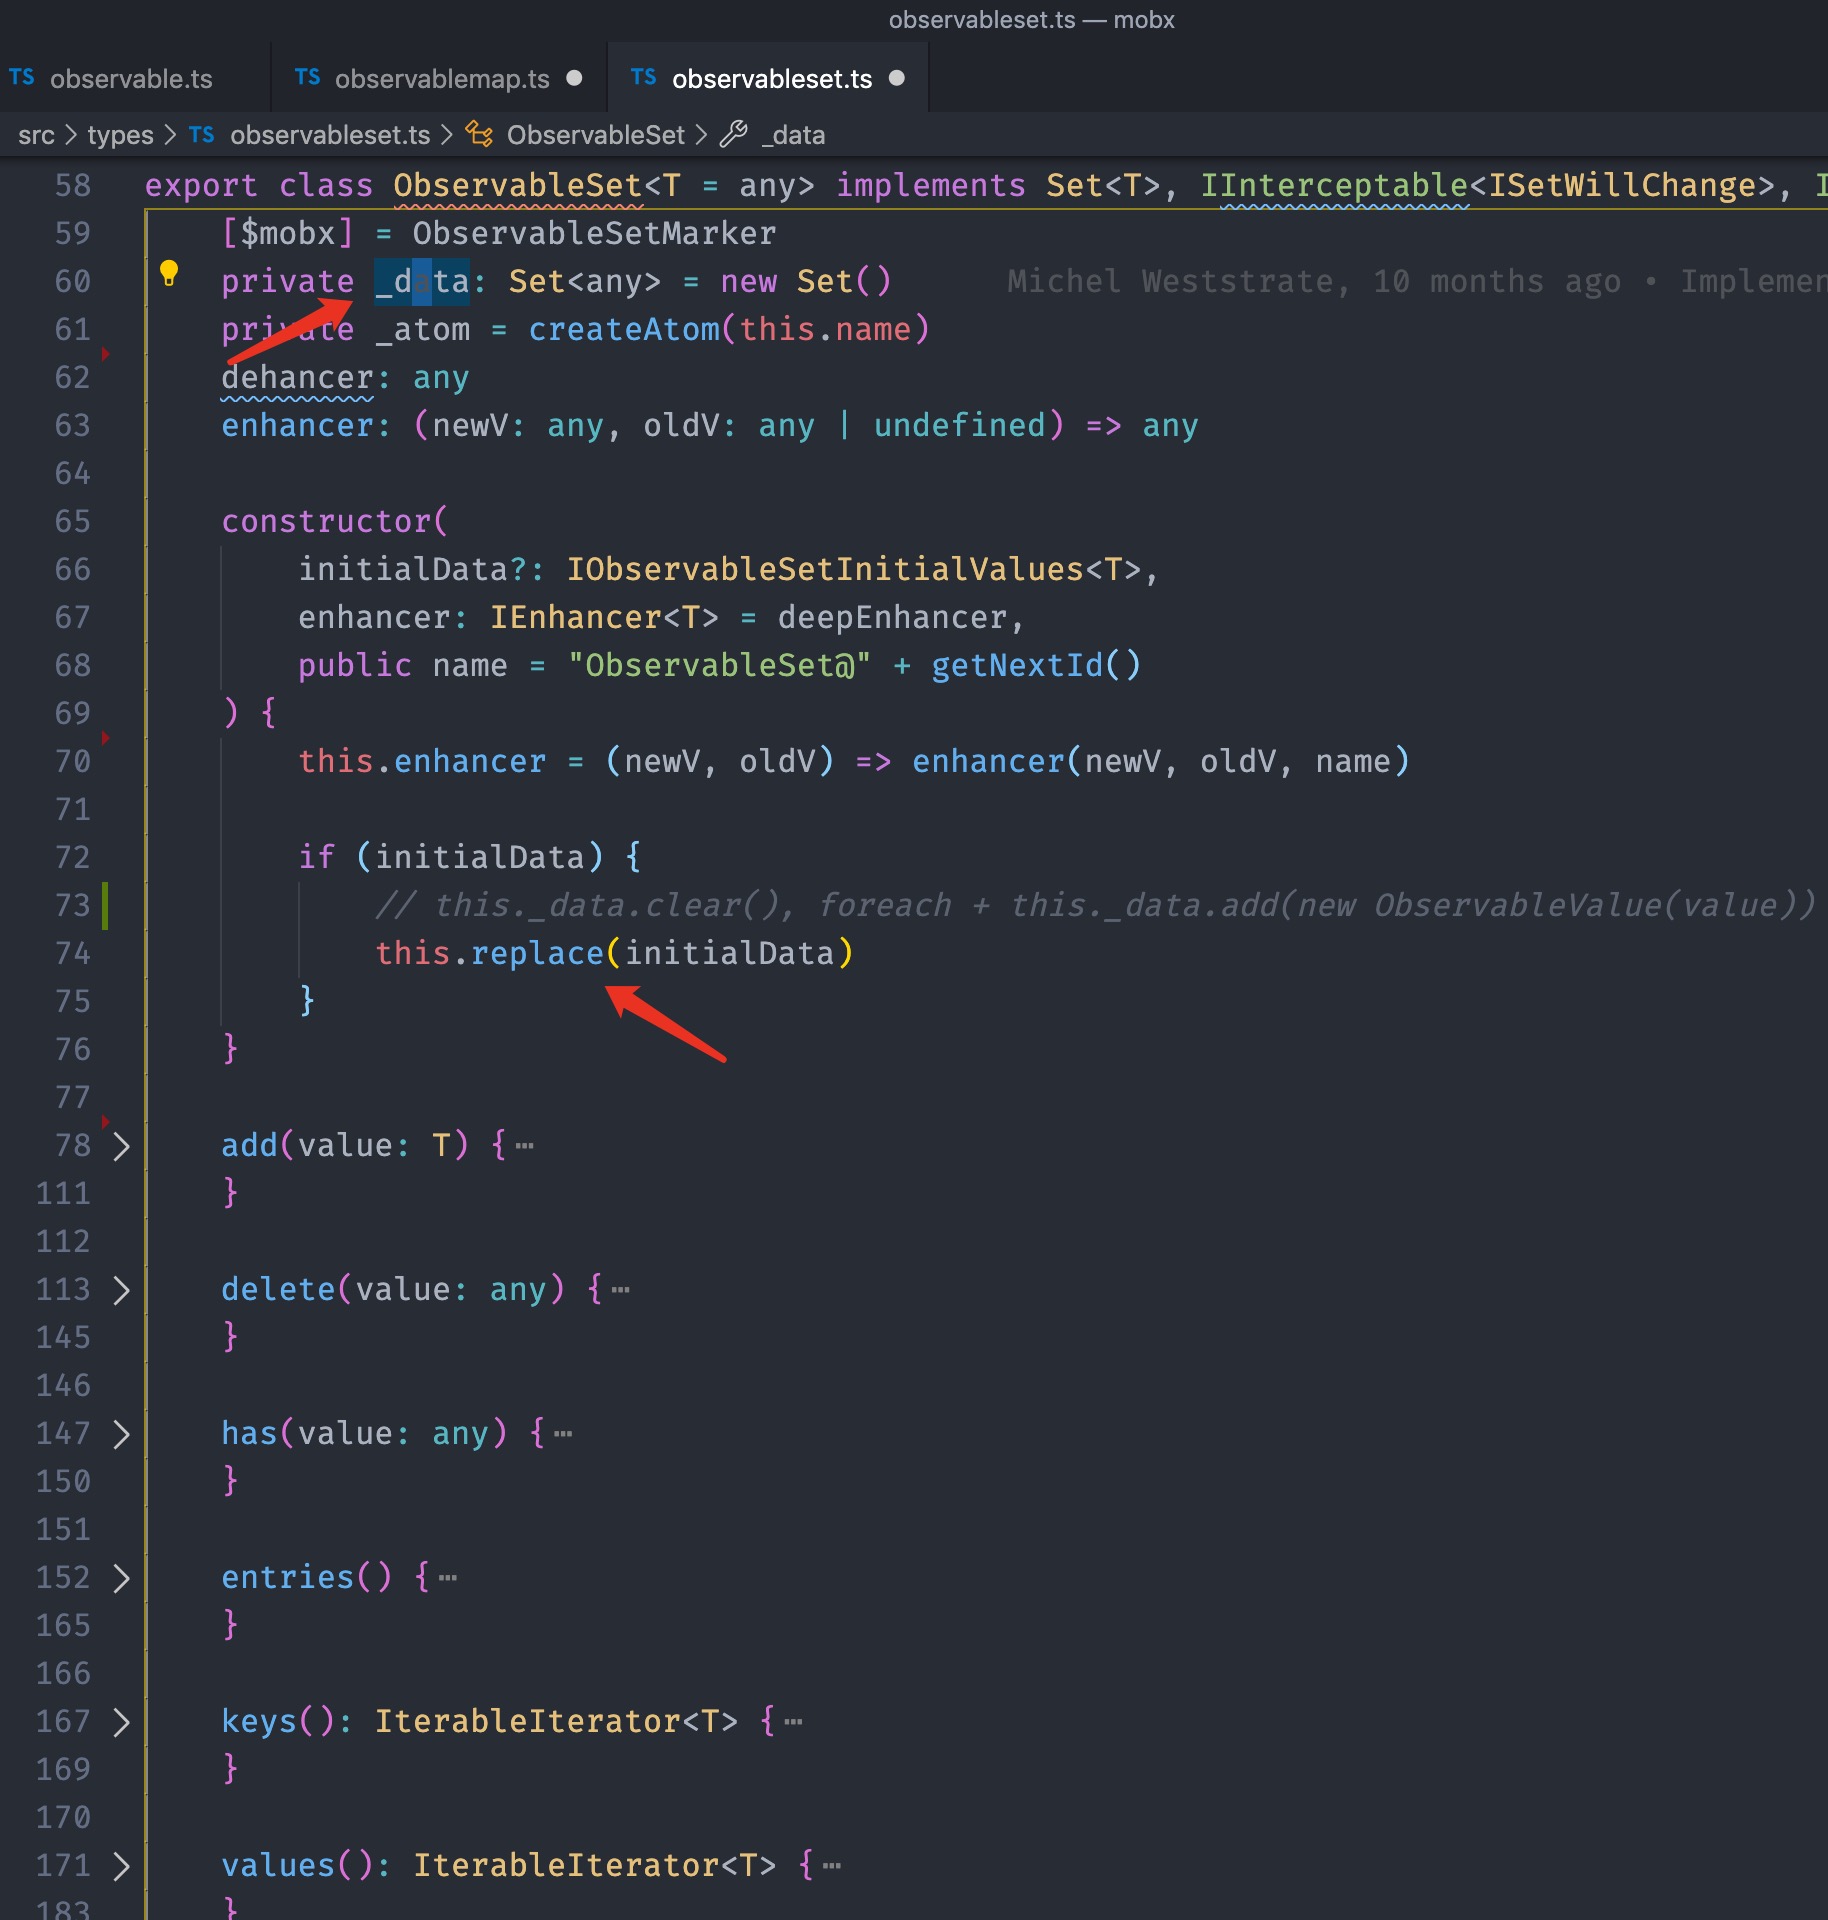 observableset.ts — mobx
TS observable.ts TS observablemap.ts ● TS observableset.ts ●
src > types > TS observableset.ts > ObservableSet > _data
58 export class ObservableSet<T = any> implements Set<T>, IInterceptable<ISetWillChange>, I
59 [$mobx] = ObservableSetMarker
60 private _data: Set<any> = new Set() Michel Weststrate, 10 months ago • Implemen
61 private _atom = createAtom(this.name)
62 dehancer: any
63 enhancer: (newV: any, oldV: any | undefined) => any
64
65 constructor(
66 initialData?: IObservableSetInitialValues<T>,
67 enhancer: IEnhancer<T> = deepEnhancer,
68 public name = "ObservableSet@" + getNextId()
69 ) {
70 this.enhancer = (newV, oldV) => enhancer(newV, oldV, name)
71
72 if (initialData) {
73 // this._data.clear(), foreach + this._data.add(new ObservableValue(value))
74 this.replace(initialData)
75 }
76 }
77
78 > add(value: T) {⋯
111 }
112
113 > delete(value: any) {⋯
145 }
146
147 > has(value: any) {⋯
150 }
151
152 > entries() {⋯
165 }
166
167 > keys(): IterableIterator<T> {⋯
169 }
170
171 > values(): IterableIterator<T> {⋯
183 }